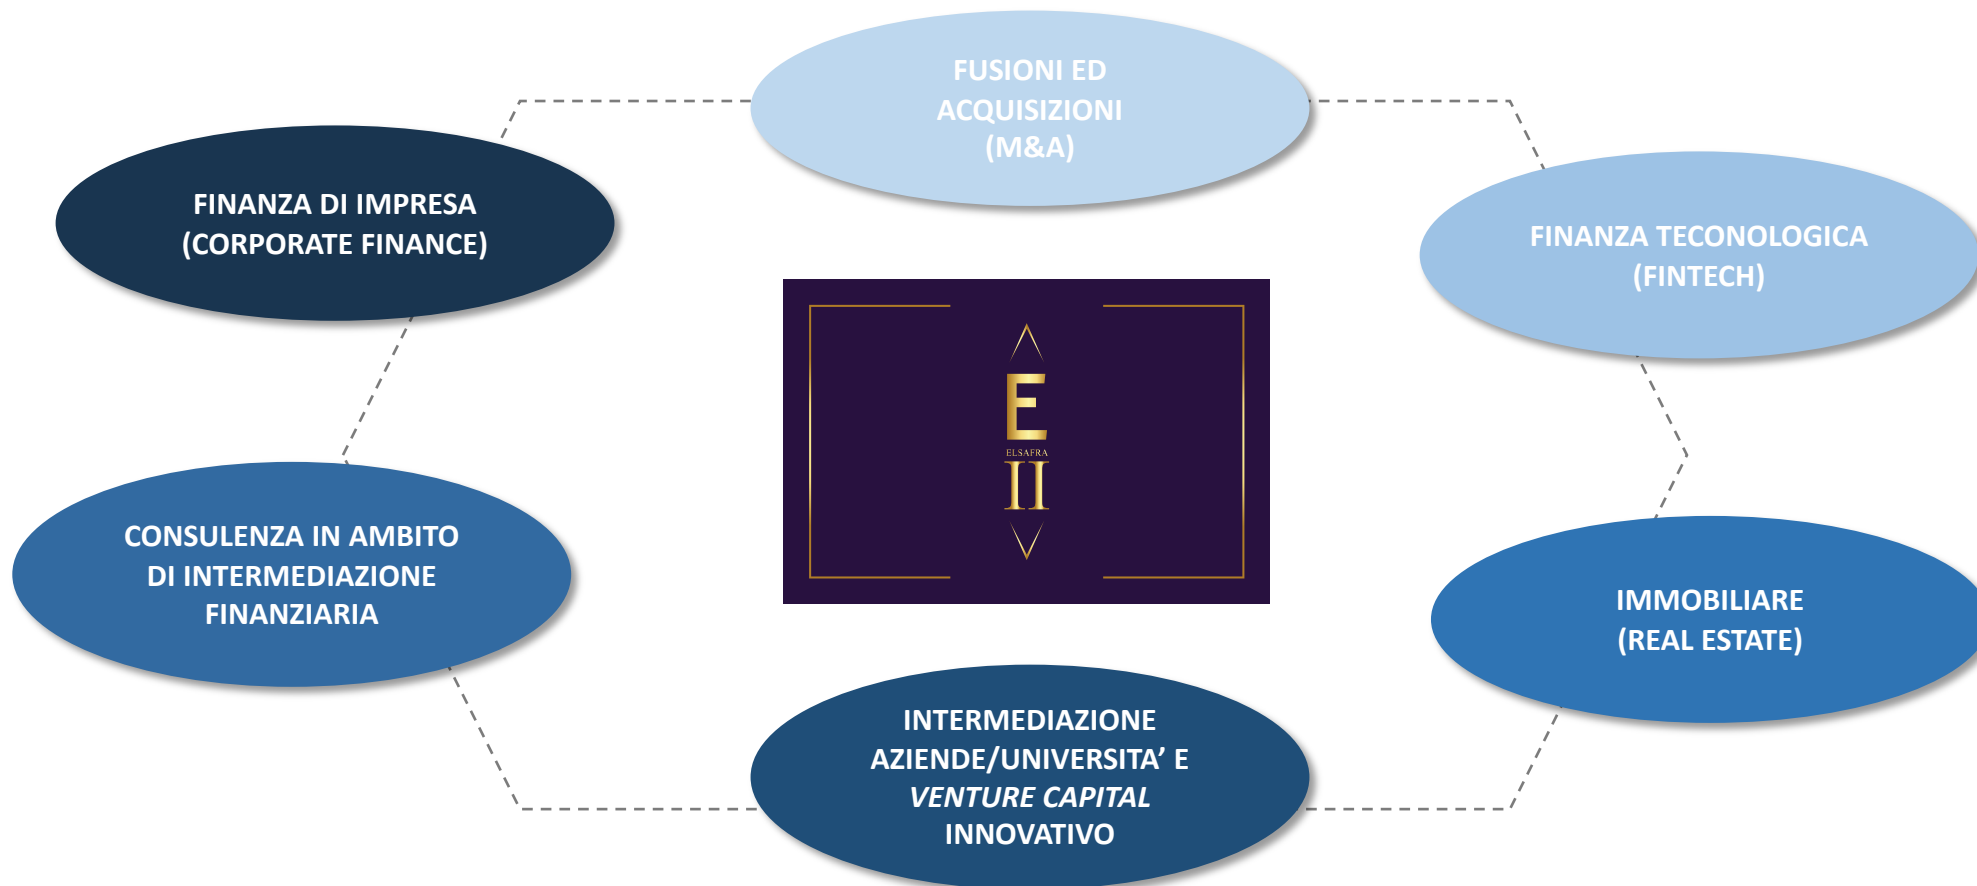 FUSIONI ED
ACQUISIZIONI
(M&A)
FINANZA DI IMPRESA
(CORPORATE FINANCE)
FINANZA TECONOLOGICA
(FINTECH)
E
ELSAFRA
II
CONSULENZA IN AMBITO
DI INTERMEDIAZIONE
FINANZIARIA
IMMOBILIARE
(REAL ESTATE)
INTERMEDIAZIONE
AZIENDE/UNIVERSITA’ E
VENTURE CAPITAL
INNOVATIVO